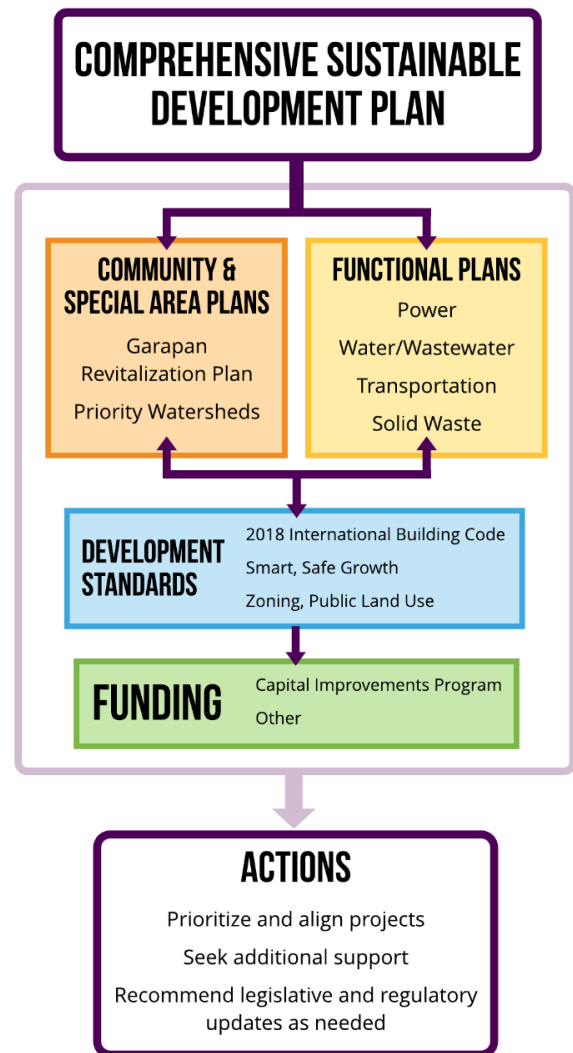 COMPREHENSIVE SUSTAINABLE
DEVELOPMENT PLAN
COMMUNITY &
SPECIAL AREA PLANS
Garapan
Revitalization Plan
Priority Watersheds
FUNCTIONAL PLANS
Power
Water/Wastewater
Transportation
Solid Waste
DEVELOPMENT
STANDARDS
2018 International Building Code
Smart, Safe Growth
Zoning, Public Land Use
FUNDING
Capital Improvements Program
Other
ACTIONS
Prioritize and align projects
Seek additional support
Recommend legislative and regulatory
updates as needed